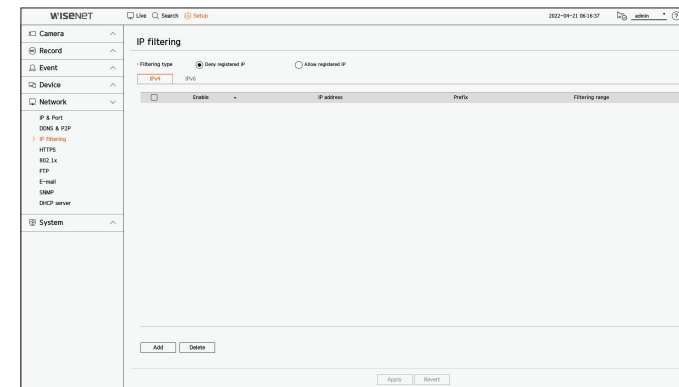 WISENET
Live Search Setup 2022-04-21 06:16:37 admin ?
Camera
Record
Event
Device
Network
IP & Port
DDNS & P2P
> IP filtering
HTTPS
802.1x
FTP
E-mail
SNMP
DHCP server
System
IP filtering
Filtering type Deny registered IP Allow registered IP
IPv4 IPv6
Enable IP address Prefix Filtering range
Add Delete
Apply Revert